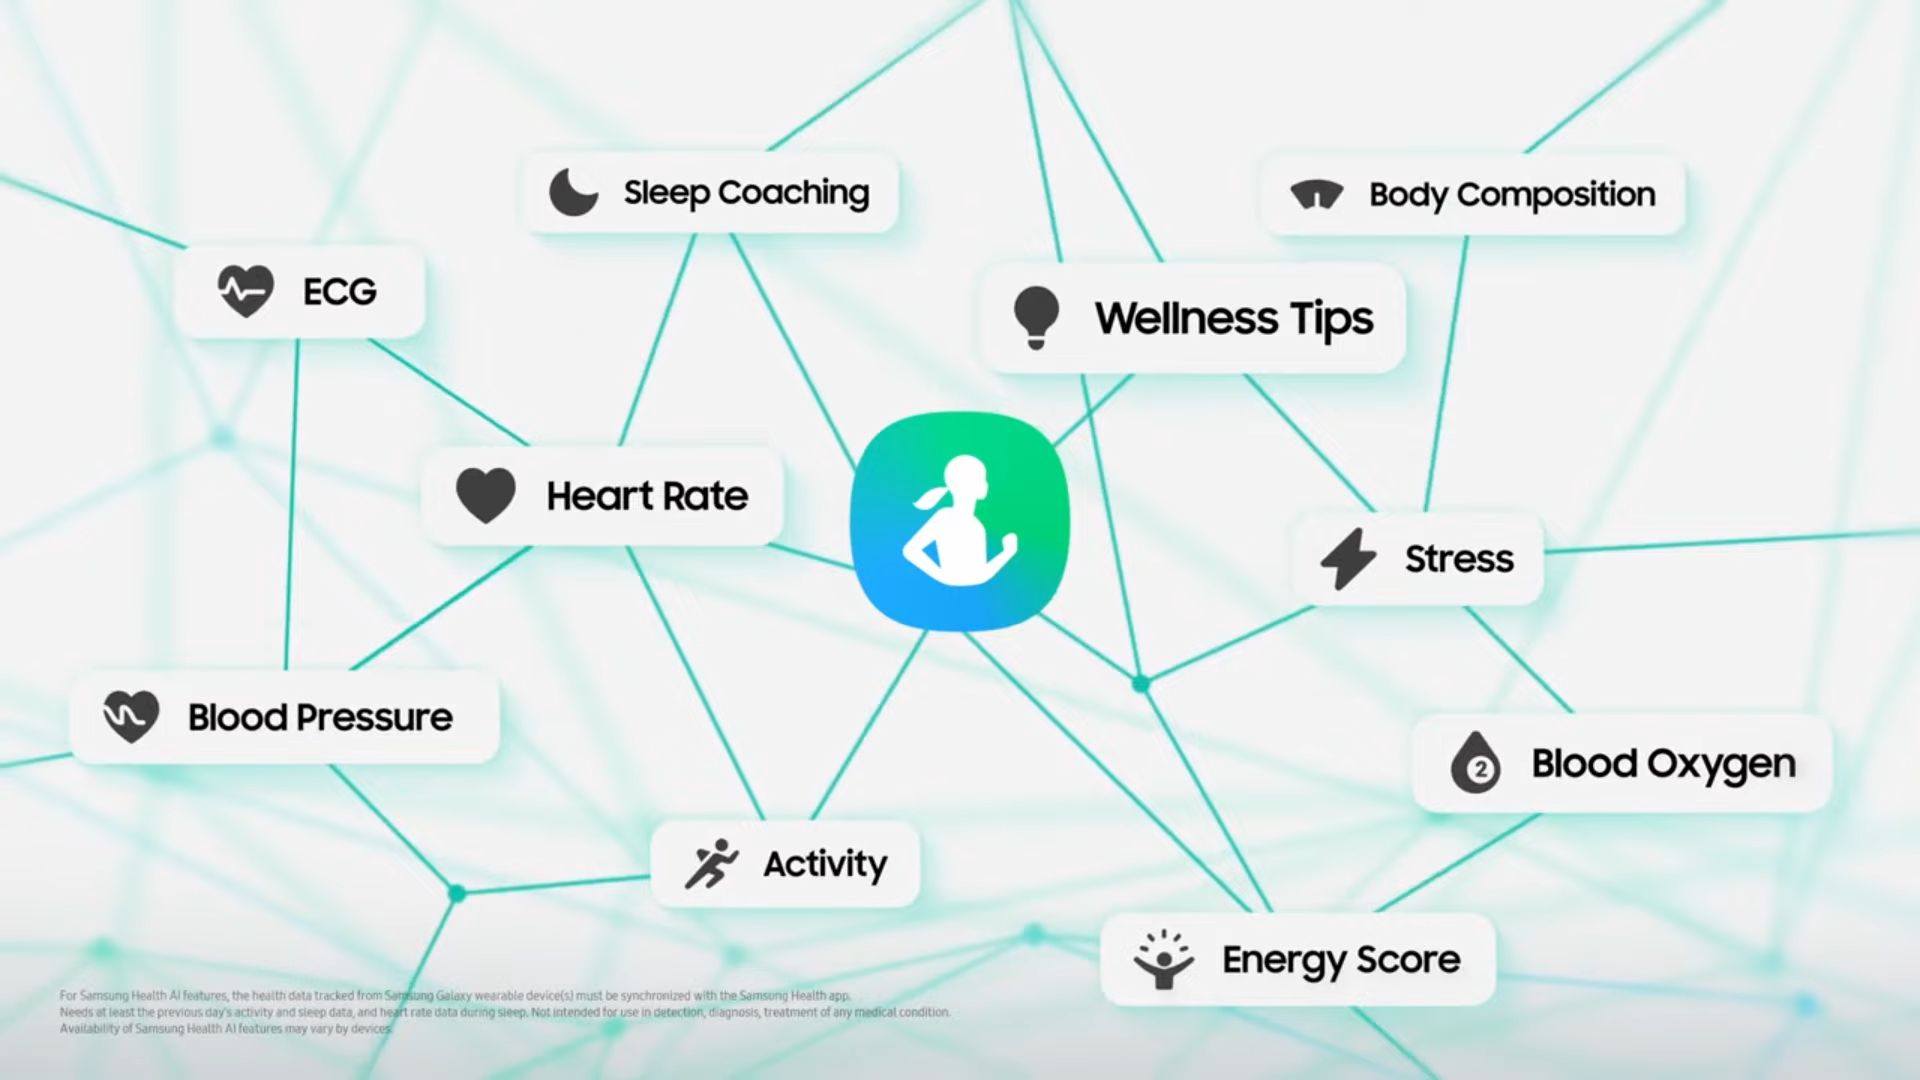 Sleep Coaching
Body Composition
ECG
Wellness Tips
Heart Rate
Stress
Blood Pressure
2
Blood Oxygen
Activity
Energy Score
For Samsung Health AI features, the health data tracked from Samsung Galaxy wearable device(s) must be synchronized with the Samsung Health app.
Needs at least the previous day's activity and sleep data, and heart rate data during sleep. Not intended for use in detection, diagnosis, treatment of any medical condition.
Availability of Samsung Health AI features may vary by devices.